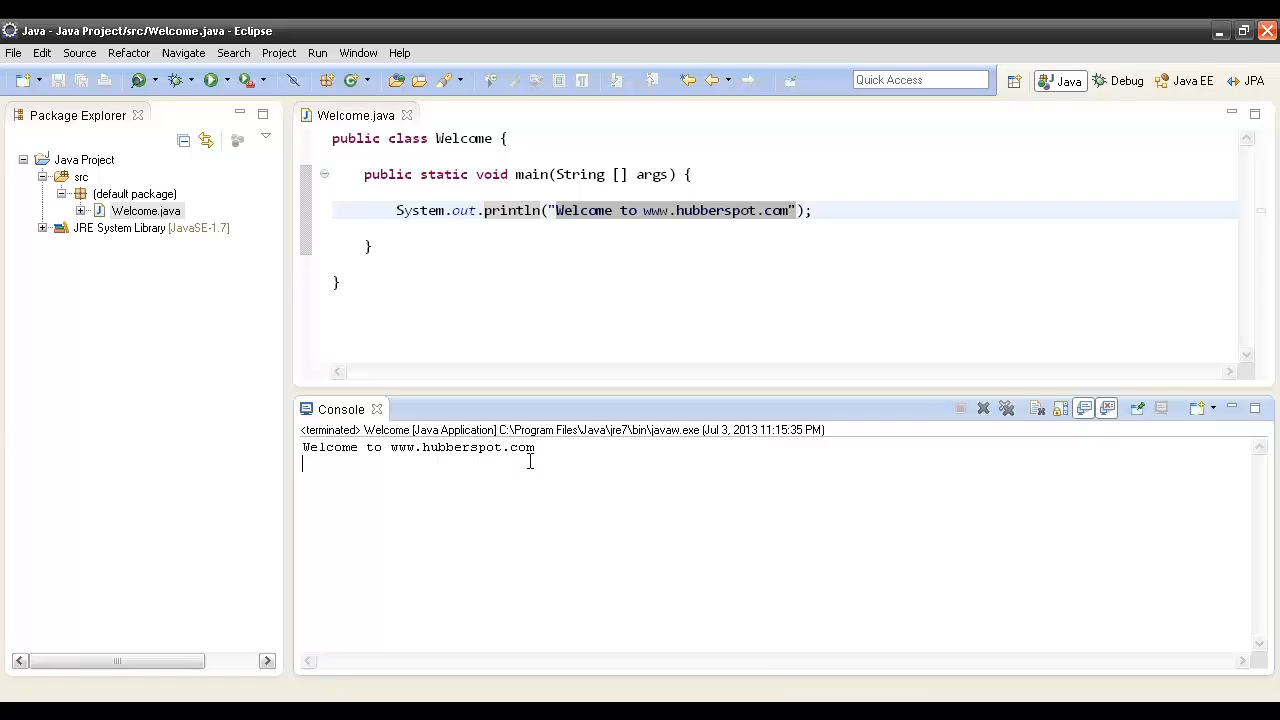 Java - Java Project/src/Welcome.java - Eclipse
File Edit Source Refactor Navigate Search Project Run Window Help
Quick Access Java Debug Java EE JPA
Package Explorer
Java Project
src
(default package)
Welcome.java
JRE System Library [JavaSE-1.7]
Welcome.java
public class Welcome {
public static void main(String [] args) {
System.out.println("Welcome to www.hubberspot.com");
}
}
Console
<terminated> Welcome [Java Application] C:\Program Files\Java\jre7\bin\javaw.exe (Jul 3, 2013 11:15:35 PM)
Welcome to www.hubberspot.com